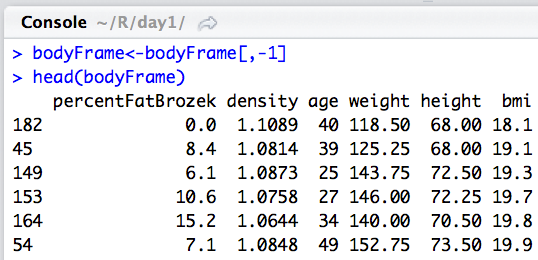 Console ~/R/day1/
> bodyFrame<-bodyFrame[,-1]
> head(bodyFrame)
percentFatBrozek density age weight height bmi
182 0.0 1.1089 40 118.50 68.00 18.1
45 8.4 1.0814 39 125.25 68.00 19.1
149 6.1 1.0873 25 143.75 72.50 19.3
153 10.6 1.0758 27 146.00 72.25 19.7
164 15.2 1.0644 34 140.00 70.50 19.8
54 7.1 1.0848 49 152.75 73.50 19.9